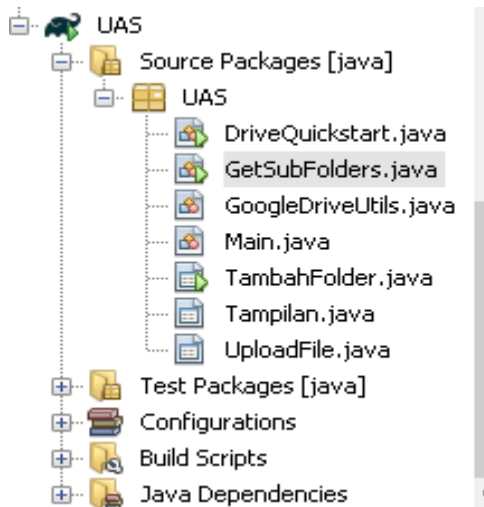 UAS
Source Packages [java]
UAS
DriveQuickstart.java
GetSubFolders.java
GoogleDriveUtils.java
Main.java
TambahFolder.java
Tampilan.java
UploadFile.java
Test Packages [java]
Configurations
Build Scripts
Java Dependencies